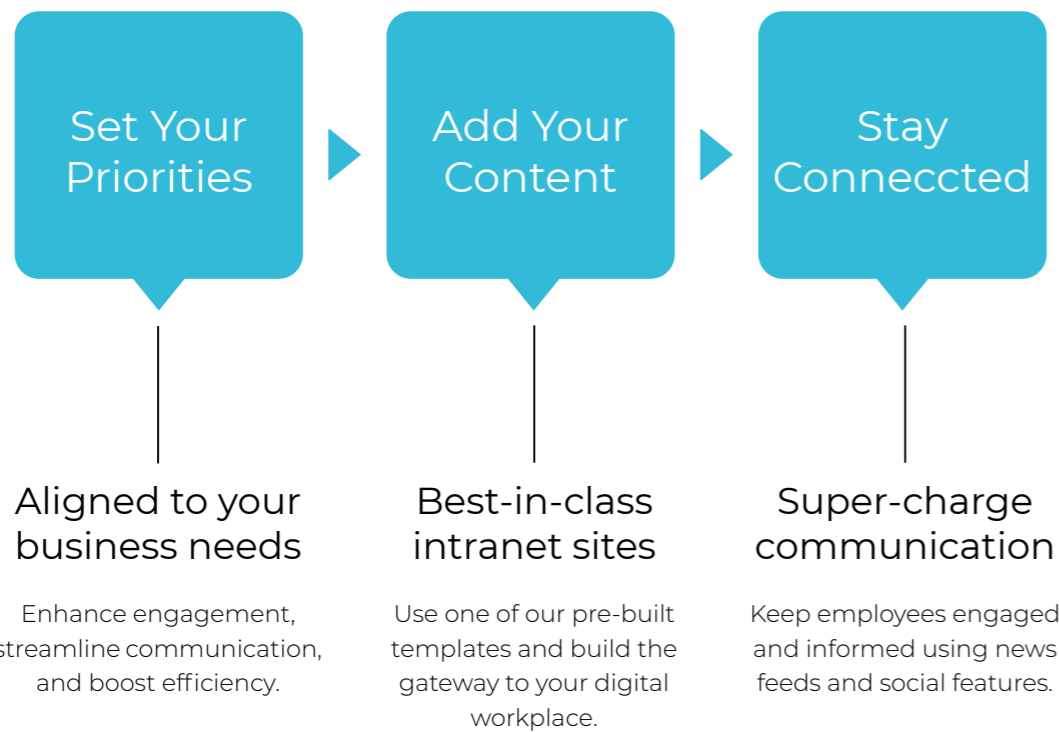 Set Your
Priorities
Add Your
Content
Stay
Conneccted
Aligned to your
business needs
Enhance engagement,
streamline communication,
and boost efficiency.
Best-in-class
intranet sites
Use one of our pre-built
templates and build the
gateway to your digital
workplace.
Super-charge
communication
Keep employees engaged
and informed using news
feeds and social features.